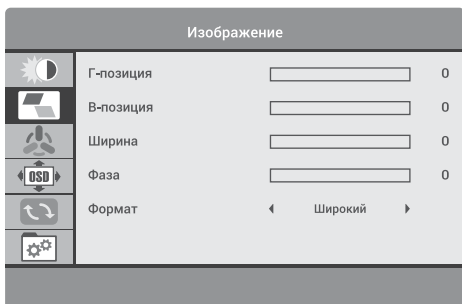 Изображение
Г-позиция 0
В-позиция 0
Ширина 0
Фаза 0
OSD
Формат Широкий